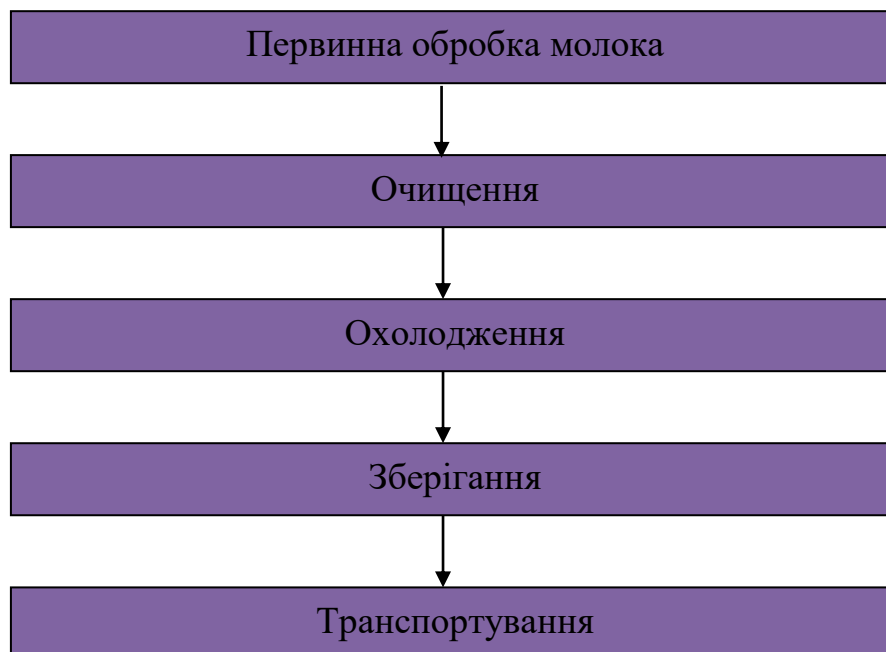 Первинна обробка молока
Очищення
Охолодження
Зберігання
Транспортування